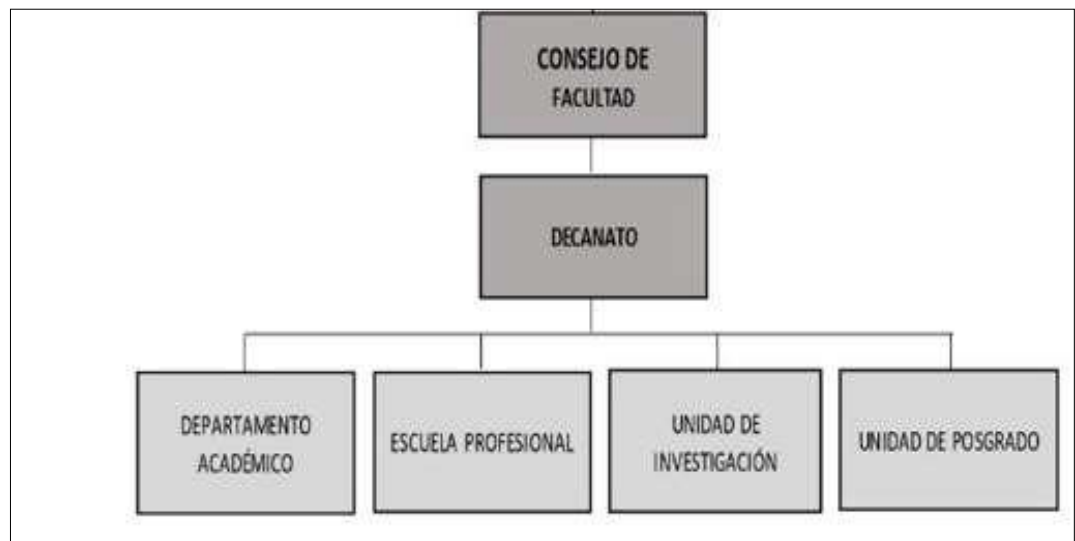 CONSEJO DE
FACULTAD
DECANATO
DEPARTAMENTO
ACADÉMICO
ESCUELA PROFESIONAL
UNIDAD DE
INVESTIGACIÓN
UNIDAD DE POSGRADO